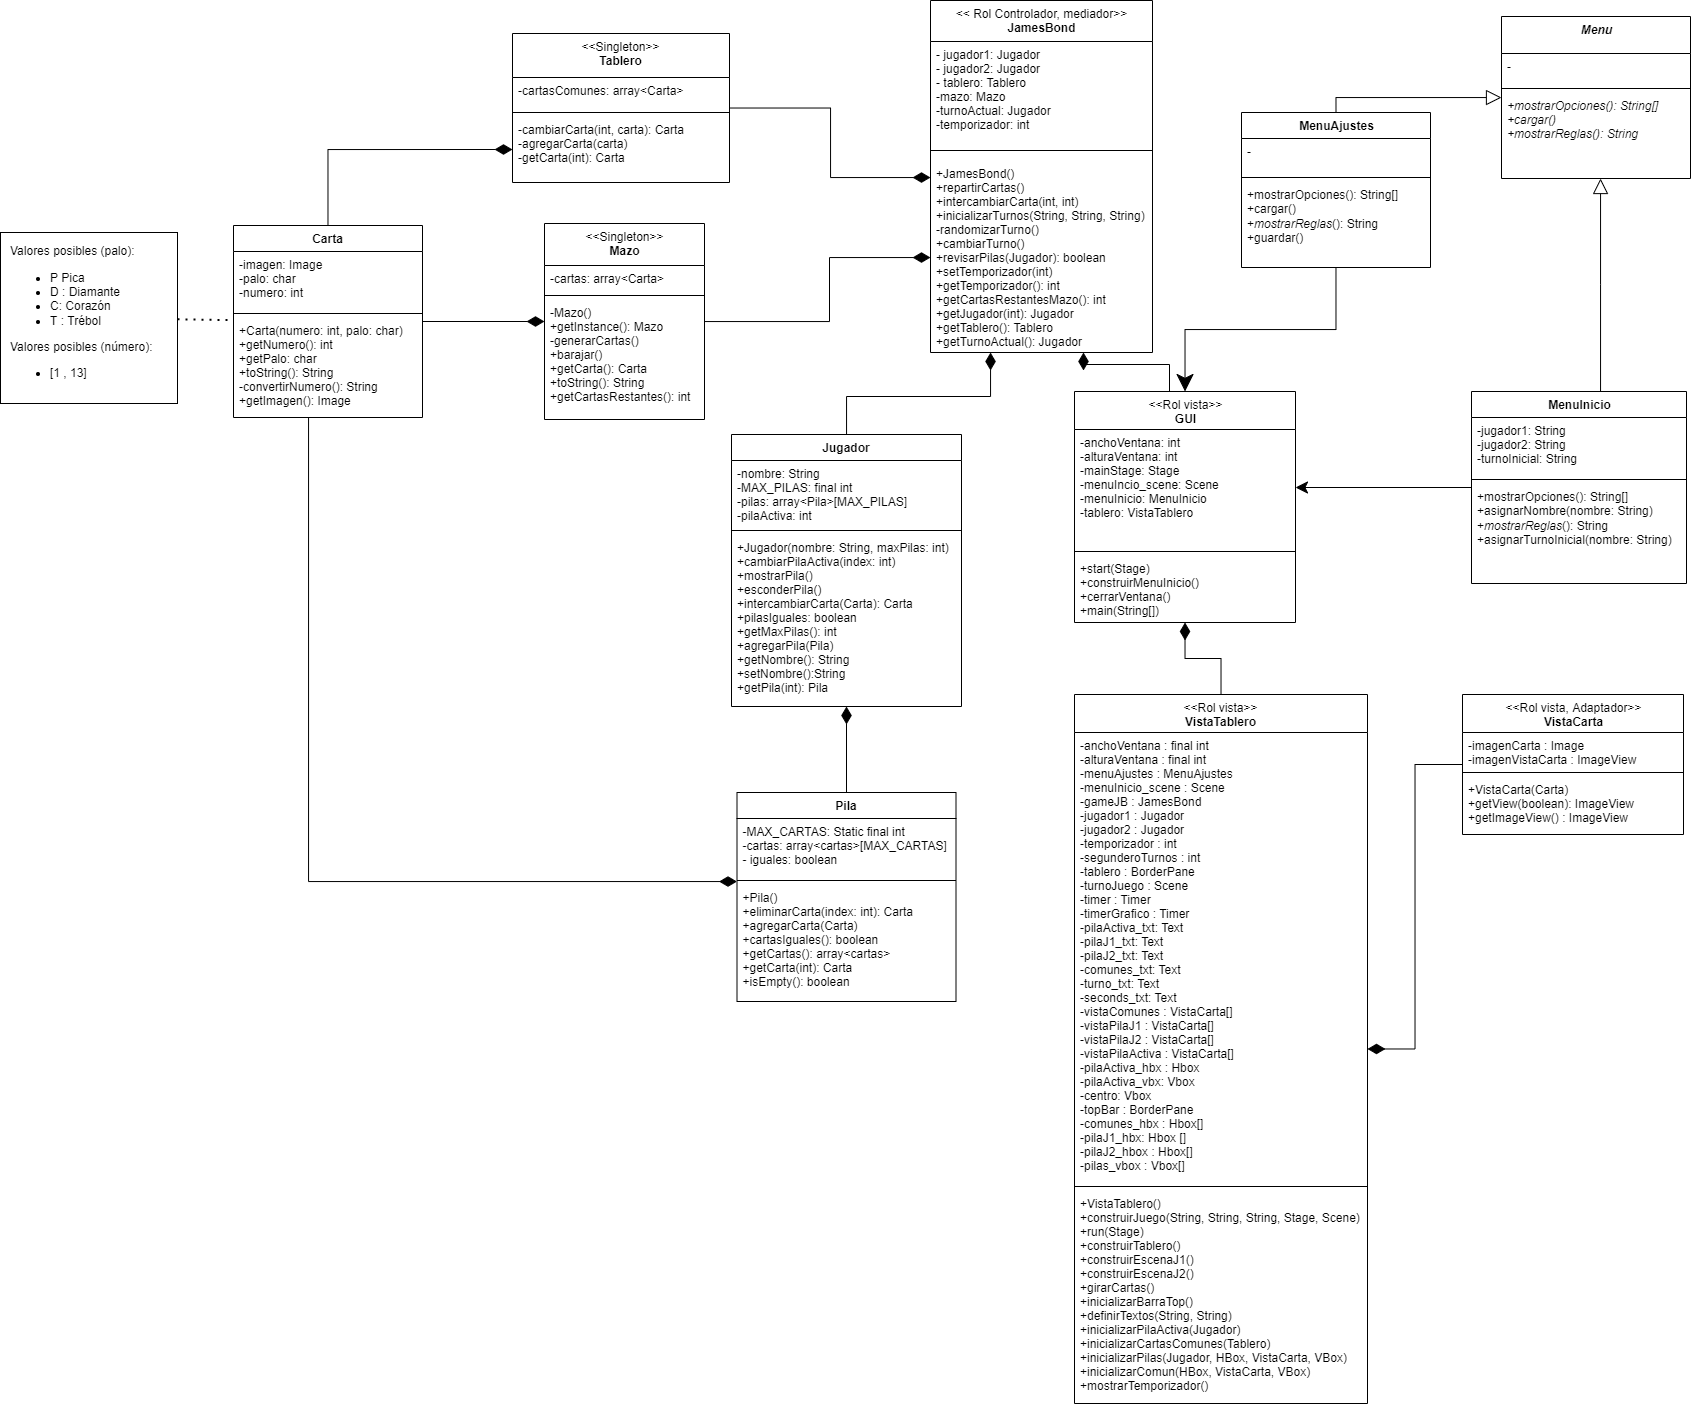 <<Singleton>>
Tablero
-cartasComunes: array<Carta>
-cambiarCarta(int, carta): Carta
-agregarCarta(carta)
-getCarta(int): Carta
<< Rol Controlador, mediador>>
JamesBond
- jugador1: Jugador
- jugador2: Jugador
- tablero: Tablero
-mazo: Mazo
-turnoActual: Jugador
-temporizador: int
+JamesBond()
+repartirCartas()
+intercambiarCarta(int, int)
+inicializarTurnos(String, String, String)
-randomizarTurno()
+cambiarTurno()
+revisarPilas(Jugador): boolean
+setTemporizador(int)
+getTemporizador(): int
+getCartasRestantesMazo(): int
+getJugador(int): Jugador
+getTablero(): Tablero
+getTurnoActual(): Jugador
Menu
-
+mostrarOpciones(): String[]
+cargar()
+mostrarReglas(): String
MenuAjustes
-
+mostrarOpciones(): String[]
+cargar()
+mostrarReglas(): String
+guardar()
Valores posibles (palo):
• P Pica
• D : Diamante
• C: Corazón
• T : Trébol
Valores posibles (número):
• [1 , 13]
Carta
-imagen: Image
-palo: char
-numero: int
+Carta(numero: int, palo: char)
+getNumero(): int
+getPalo: char
+toString(): String
-convertirNumero(): String
+getImagen(): Image
<<Singleton>>
Mazo
-cartas: array<Carta>
-Mazo()
+getInstance(): Mazo
-generarCartas()
+barajar()
+getCarta(): Carta
+toString(): String
+getCartasRestantes(): int
<<Rol vista>>
GUI
-anchoVentana: int
-alturaVentana: int
-mainStage: Stage
-menuIncio_scene: Scene
-menuInicio: MenuInicio
-tablero: VistaTablero
+start(Stage)
+construirMenuInicio()
+cerrarVentana()
+main(String[])
MenuInicio
-jugador1: String
-jugador2: String
-turnoInicial: String
+mostrarOpciones(): String[]
+asignarNombre(nombre: String)
+mostrarReglas(): String
+asignarTurnoInicial(nombre: String)
Jugador
-nombre: String
-MAX_PILAS: final int
-pilas: array<Pila>[MAX_PILAS]
-pilaActiva: int
+Jugador(nombre: String, maxPilas: int)
+cambiarPilaActiva(index: int)
+mostrarPila()
+esconderPila()
+intercambiarCarta(Carta): Carta
+pilasIguales: boolean
+getMaxPilas(): int
+agregarPila(Pila)
+getNombre(): String
+setNombre():String
+getPila(int): Pila
Pila
-MAX_CARTAS: Static final int
-cartas: array<cartas>[MAX_CARTAS]
- iguales: boolean
+Pila()
+eliminarCarta(index: int): Carta
+agregarCarta(Carta)
+cartasIguales(): boolean
+getCartas(): array<cartas>
+getCarta(int): Carta
+isEmpty(): boolean
<<Rol vista>>
VistaTablero
-anchoVentana : final int
-alturaVentana : final int
-menuAjustes : MenuAjustes
-menuInicio_scene : Scene
-gameJB : JamesBond
-jugador1 : Jugador
-jugador2 : Jugador
-temporizador : int
-segunderoTurnos : int
-tablero : BorderPane
-turnoJuego : Scene
-timer : Timer
-timerGrafico : Timer
-pilaActiva_txt: Text
-pilaJ1_txt: Text
-pilaJ2_txt: Text
-comunes_txt: Text
-turno_txt: Text
-seconds_txt: Text
-vistaComunes : VistaCarta[]
-vistaPilaJ1 : VistaCarta[]
-vistaPilaJ2 : VistaCarta[]
-vistaPilaActiva : VistaCarta[]
-pilaActiva_hbx : Hbox
-pilaActiva_vbx: Vbox
-centro: Vbox
-topBar : BorderPane
-comunes_hbx : Hbox[]
-pilaJ1_hbx: Hbox []
-pilaJ2_hbox : Hbox[]
-pilas_vbox : Vbox[]
+VistaTablero()
+construirJuego(String, String, String, Stage, Scene)
+run(Stage)
+construirTablero()
+construirEscenaJ1()
+construirEscenaJ2()
+girarCartas()
+inicializarBarraTop()
+definirTextos(String, String)
+inicializarPilaActiva(Jugador)
+inicializarCartasComunes(Tablero)
+inicializarPilas(Jugador, HBox, VistaCarta, VBox)
+inicializarComun(HBox, VistaCarta, VBox)
+mostrarTemporizador()
<<Rol vista, Adaptador>>
VistaCarta
-imagenCarta : Image
-imagenVistaCarta : ImageView
+VistaCarta(Carta)
+getView(boolean): ImageView
+getImageView() : ImageView